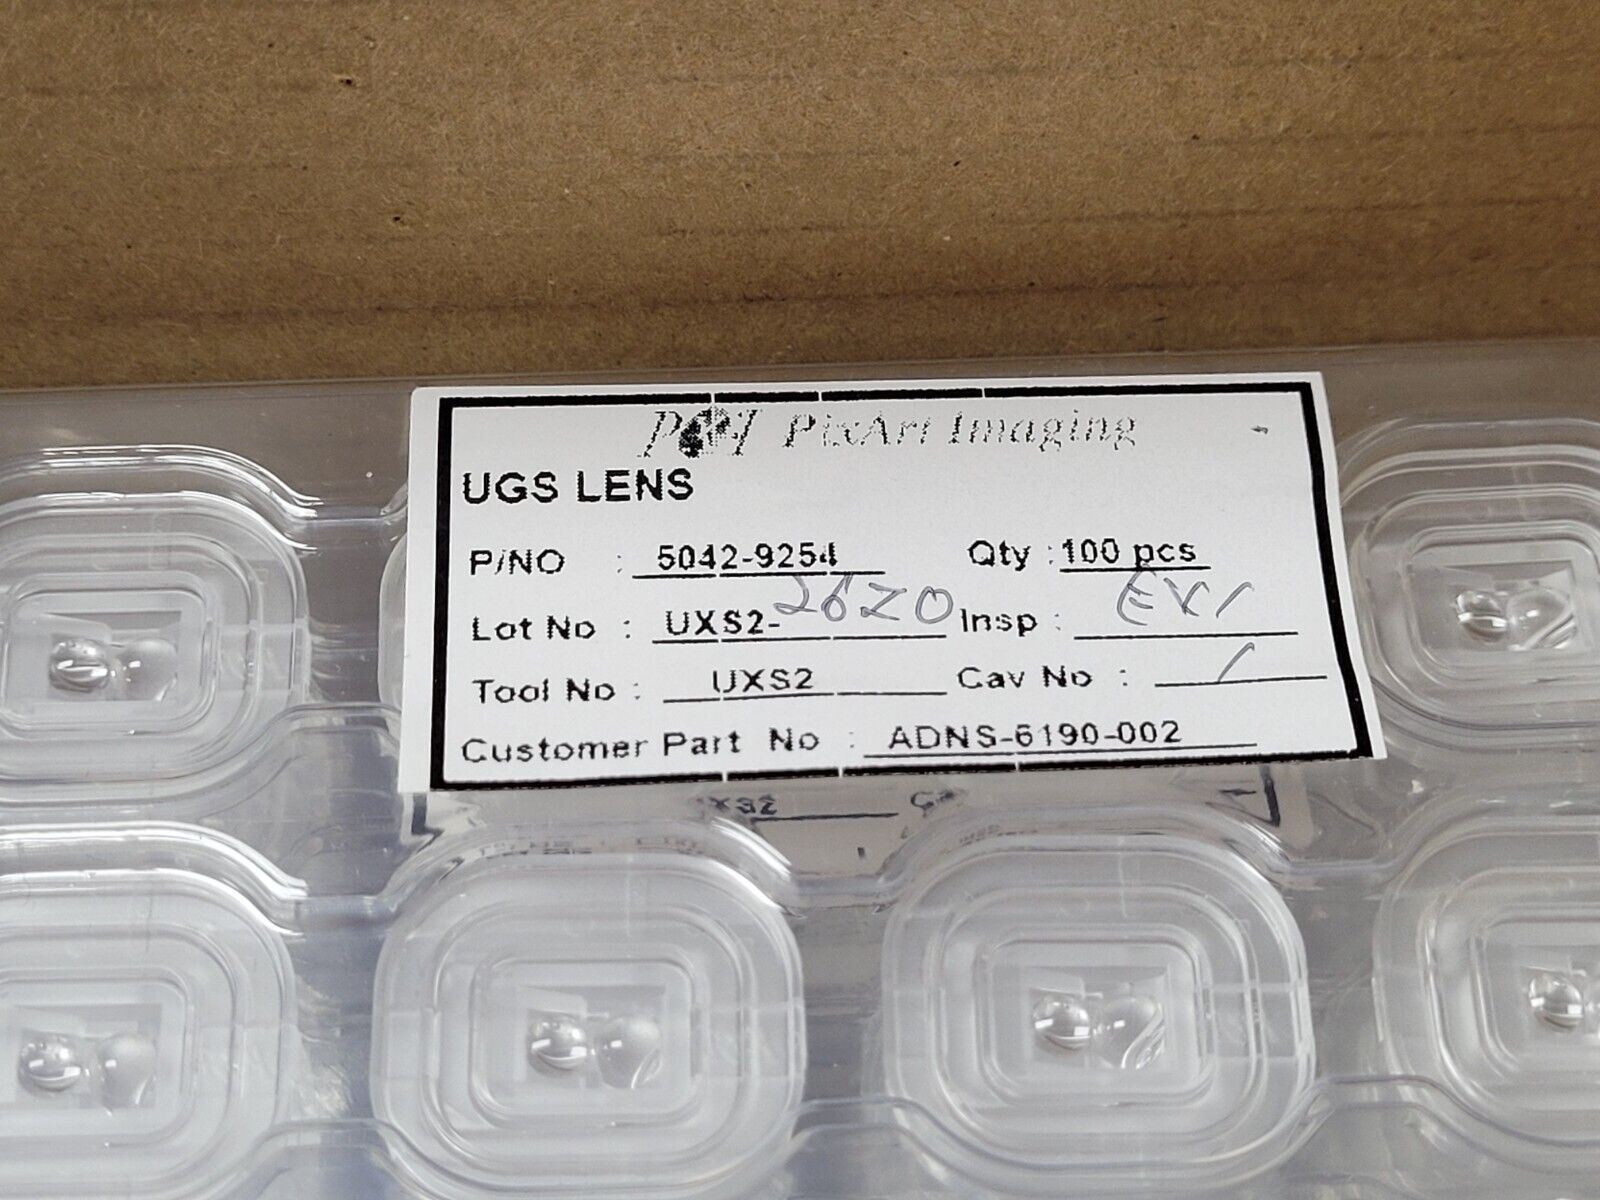 PixArt Imaging
UGS LENS
P/NO : 5042-9254 Qty : 100 pcs
Lot No : UXS2-2620 Insp :
Tool No : UXS2 Cav No : 1
Customer Part No : ADNS-6190-002
XS2